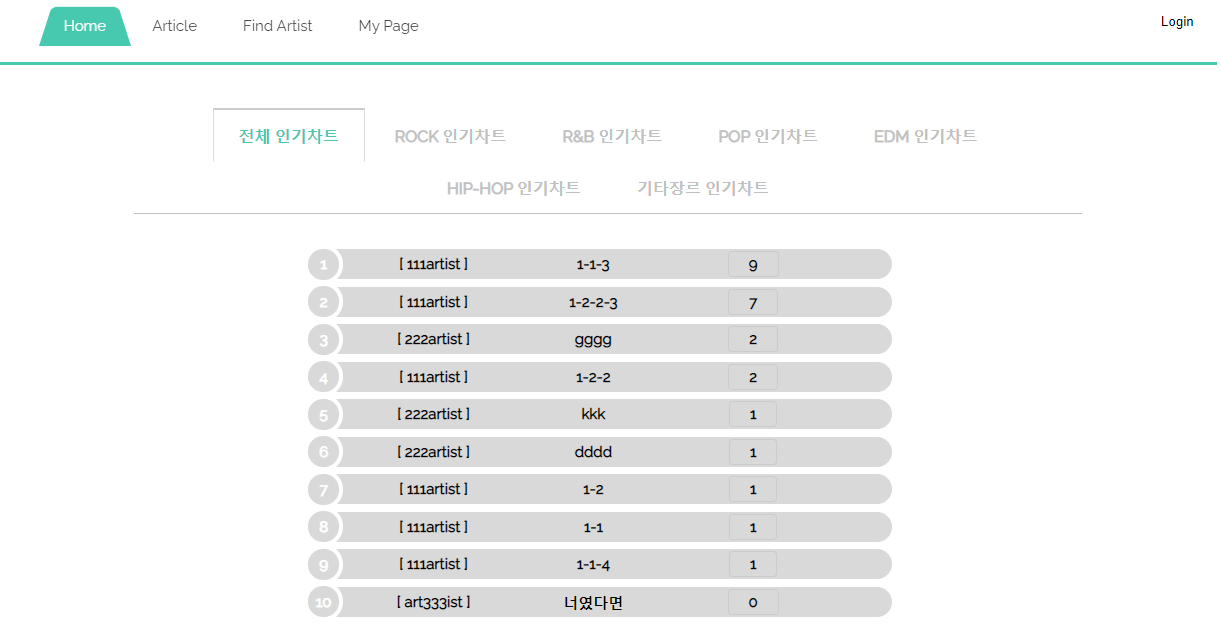 Home Article Find Artist My Page Login
전체 인기차트 ROCK 인기차트 R&B 인기차트 POP 인기차트 EDM 인기차트
HIP-HOP 인기차트 기타장르 인기차트
1 [ 111artist ] 1-1-3 9
2 [ 111artist ] 1-2-2-3 7
3 [ 222artist ] gggg 2
4 [ 111artist ] 1-2-2 2
5 [ 222artist ] kkk 1
6 [ 222artist ] dddd 1
7 [ 111artist ] 1-2 1
8 [ 111artist ] 1-1 1
9 [ 111artist ] 1-1-4 1
10 [ art333ist ] 너였다면 0